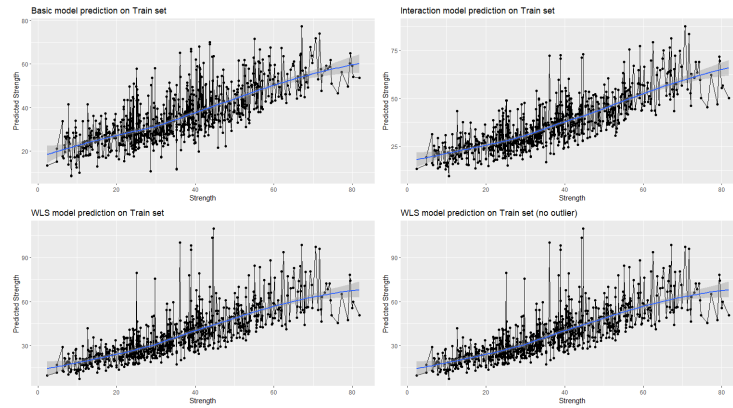 Basic model prediction on Train set
80
60
40
20
Predicted Strength
0
20
40
60
80
Strength
Interaction model prediction on Train set
75
50
25
Predicted Strength
0
20
40
60
80
Strength
WLS model prediction on Train set
90
60
30
Predicted Strength
0
20
40
60
80
Strength
WLS model prediction on Train set (no outlier)
90
60
30
Predicted Strength
0
20
40
60
80
Strength